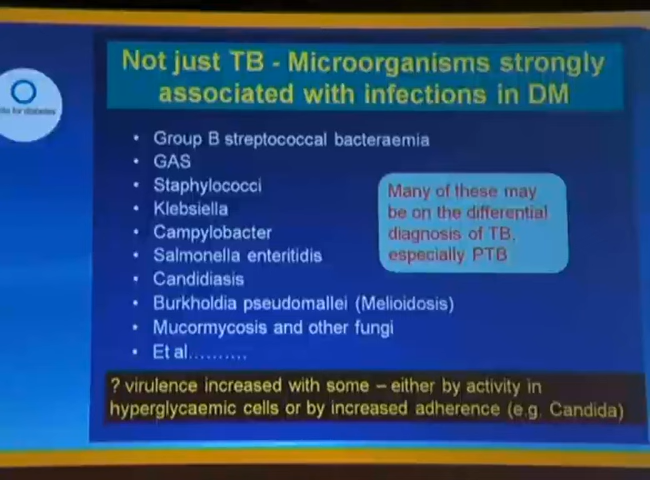 Not just TB - Microorganisms strongly
associated with infections in DM
for diabetes
• Group B streptococcal bacteraemia
• GAS
• Staphylococci
• Klebsiella
• Campylobacter
• Salmonella enteritidis
• Candidiasis
• Burkholdia pseudomallei (Melioidosis)
• Mucormycosis and other fungi
• Et al..........
Many of these may
be on the differential
diagnosis of TB,
especially PTB
? virulence increased with some – either by activity in
hyperglycaemic cells or by increased adherence (e.g. Candida)